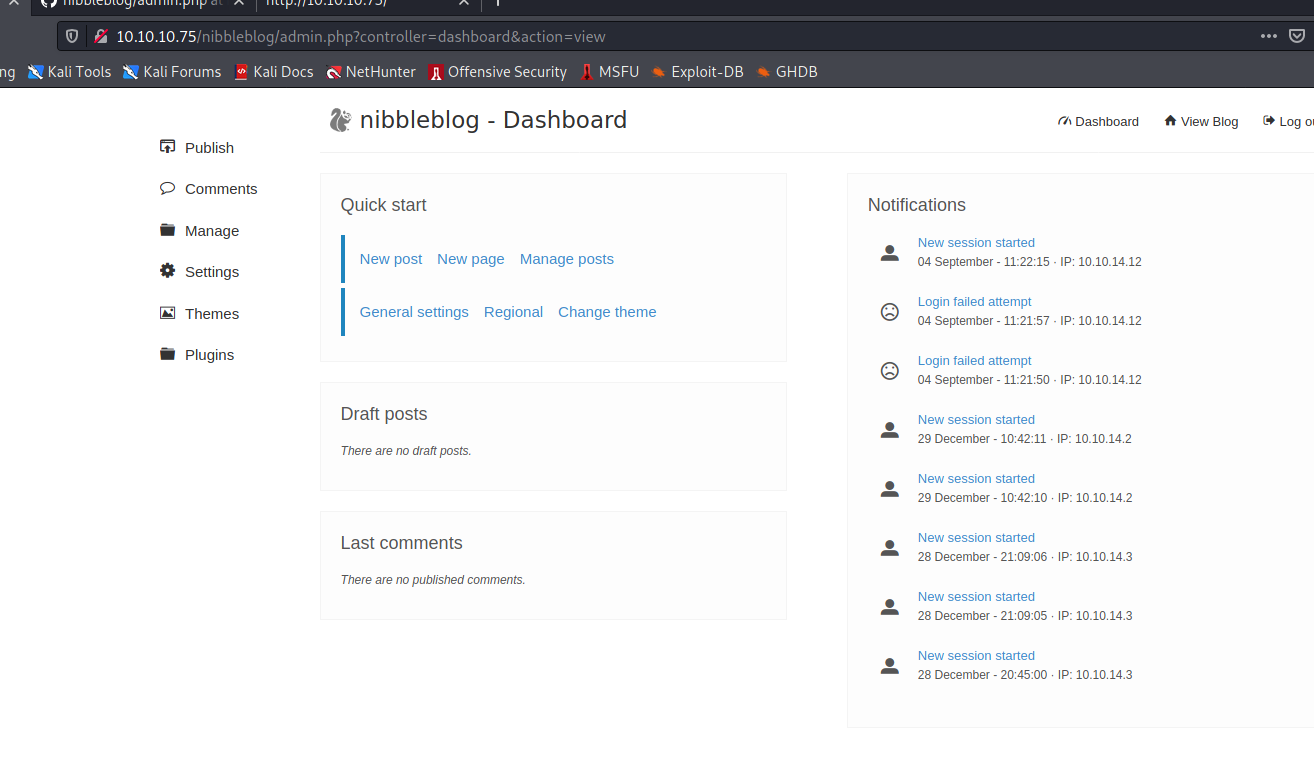 nibbleblog/admin.php at
http://10.10.10.75/
10.10.10.75/nibbleblog/admin.php?controller=dashboard&action=view
ng Kali Tools Kali Forums Kali Docs NetHunter Offensive Security MSFU Exploit-DB GHDB
nibbleblog - Dashboard
Dashboard View Blog Log ou
Publish
Comments
Manage
Settings
Themes
Plugins
Quick start
New post New page Manage posts
General settings Regional Change theme
Draft posts
There are no draft posts.
Last comments
There are no published comments.
Notifications
New session started
04 September - 11:22:15 · IP: 10.10.14.12
Login failed attempt
04 September - 11:21:57 · IP: 10.10.14.12
Login failed attempt
04 September - 11:21:50 · IP: 10.10.14.12
New session started
29 December - 10:42:11 · IP: 10.10.14.2
New session started
29 December - 10:42:10 · IP: 10.10.14.2
New session started
28 December - 21:09:06 · IP: 10.10.14.3
New session started
28 December - 21:09:05 · IP: 10.10.14.3
New session started
28 December - 20:45:00 · IP: 10.10.14.3